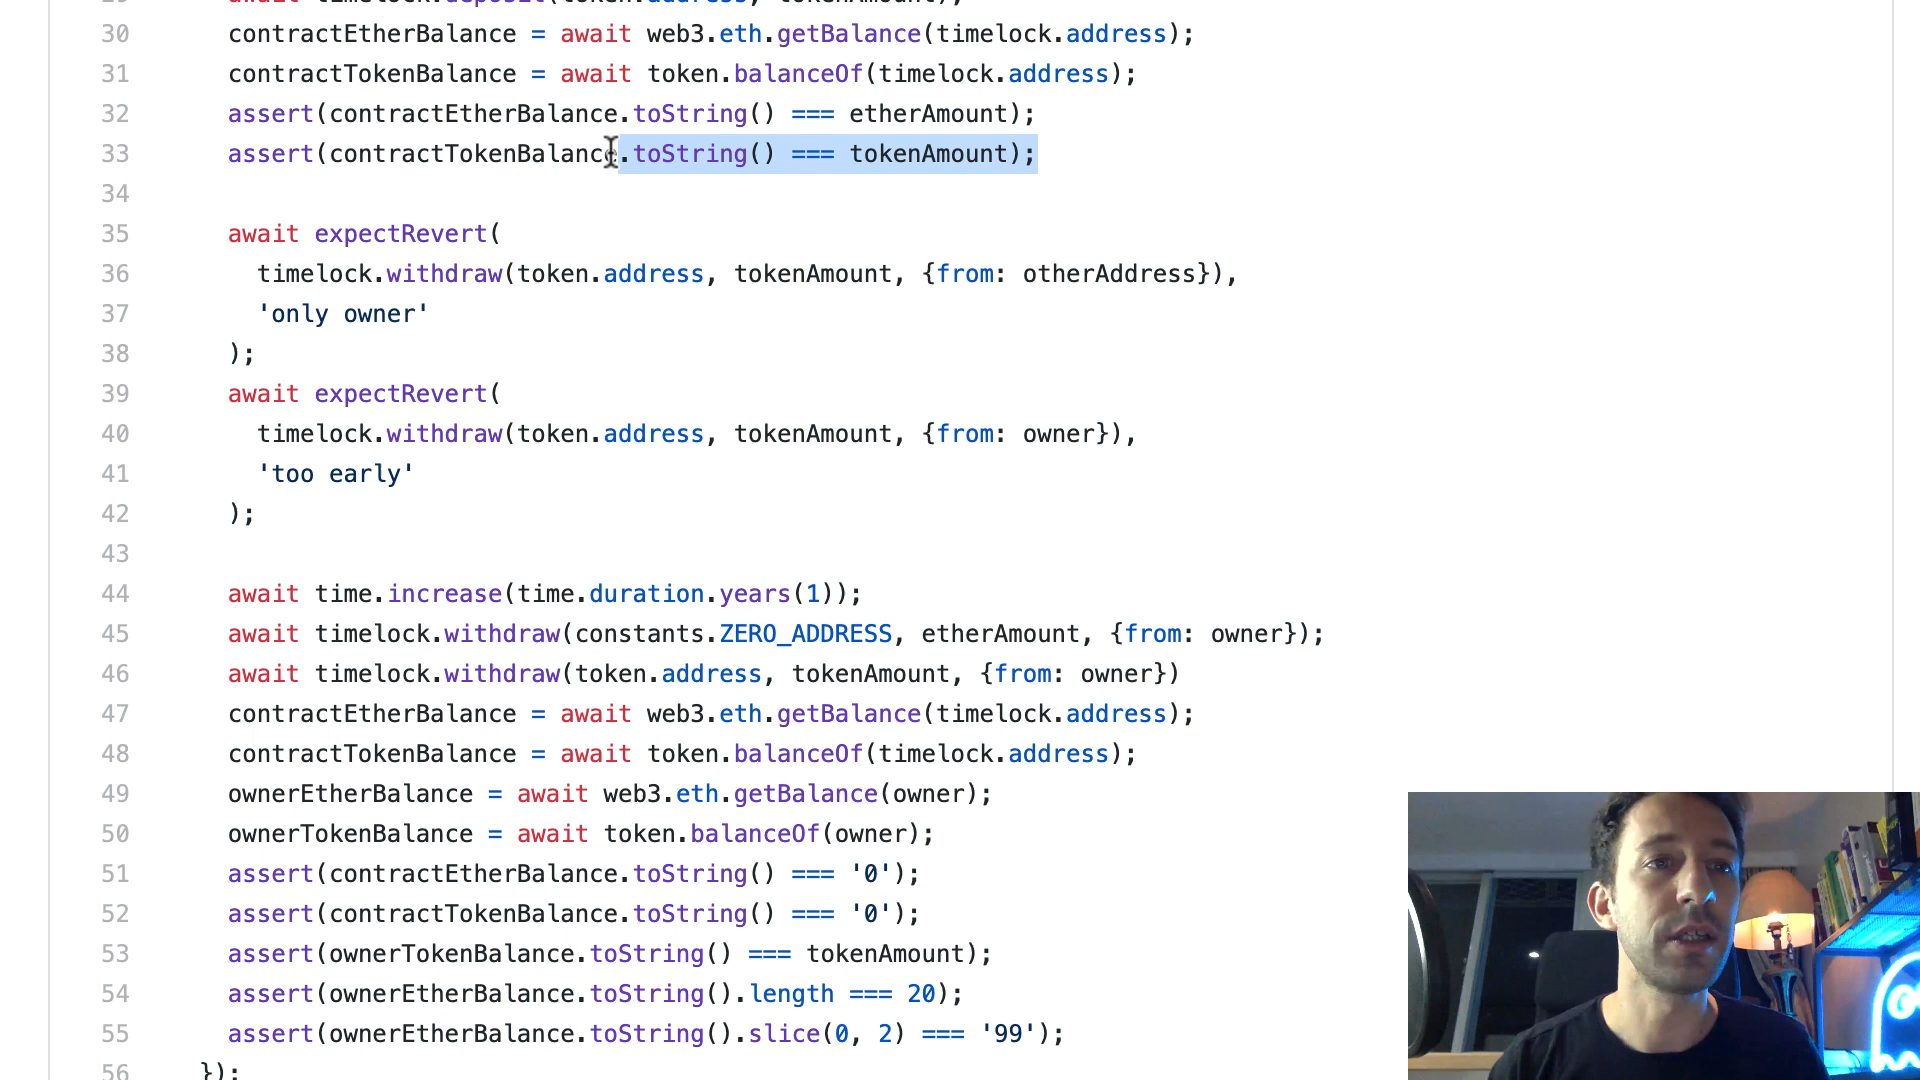 29 await timelock.deposit(token.address, tokenAmount);
30 contractEtherBalance = await web3.eth.getBalance(timelock.address);
31 contractTokenBalance = await token.balanceOf(timelock.address);
32 assert(contractEtherBalance.toString() === etherAmount);
33 assert(contractTokenBalance.toString() === tokenAmount);
34
35 await expectRevert(
36 timelock.withdraw(token.address, tokenAmount, {from: otherAddress}),
37 'only owner'
38 );
39 await expectRevert(
40 timelock.withdraw(token.address, tokenAmount, {from: owner}),
41 'too early'
42 );
43
44 await time.increase(time.duration.years(1));
45 await timelock.withdraw(constants.ZERO_ADDRESS, etherAmount, {from: owner});
46 await timelock.withdraw(token.address, tokenAmount, {from: owner})
47 contractEtherBalance = await web3.eth.getBalance(timelock.address);
48 contractTokenBalance = await token.balanceOf(timelock.address);
49 ownerEtherBalance = await web3.eth.getBalance(owner);
50 ownerTokenBalance = await token.balanceOf(owner);
51 assert(contractEtherBalance.toString() === '0');
52 assert(contractTokenBalance.toString() === '0');
53 assert(ownerTokenBalance.toString() === tokenAmount);
54 assert(ownerEtherBalance.toString().length === 20);
55 assert(ownerEtherBalance.toString().slice(0, 2) === '99');
56 });